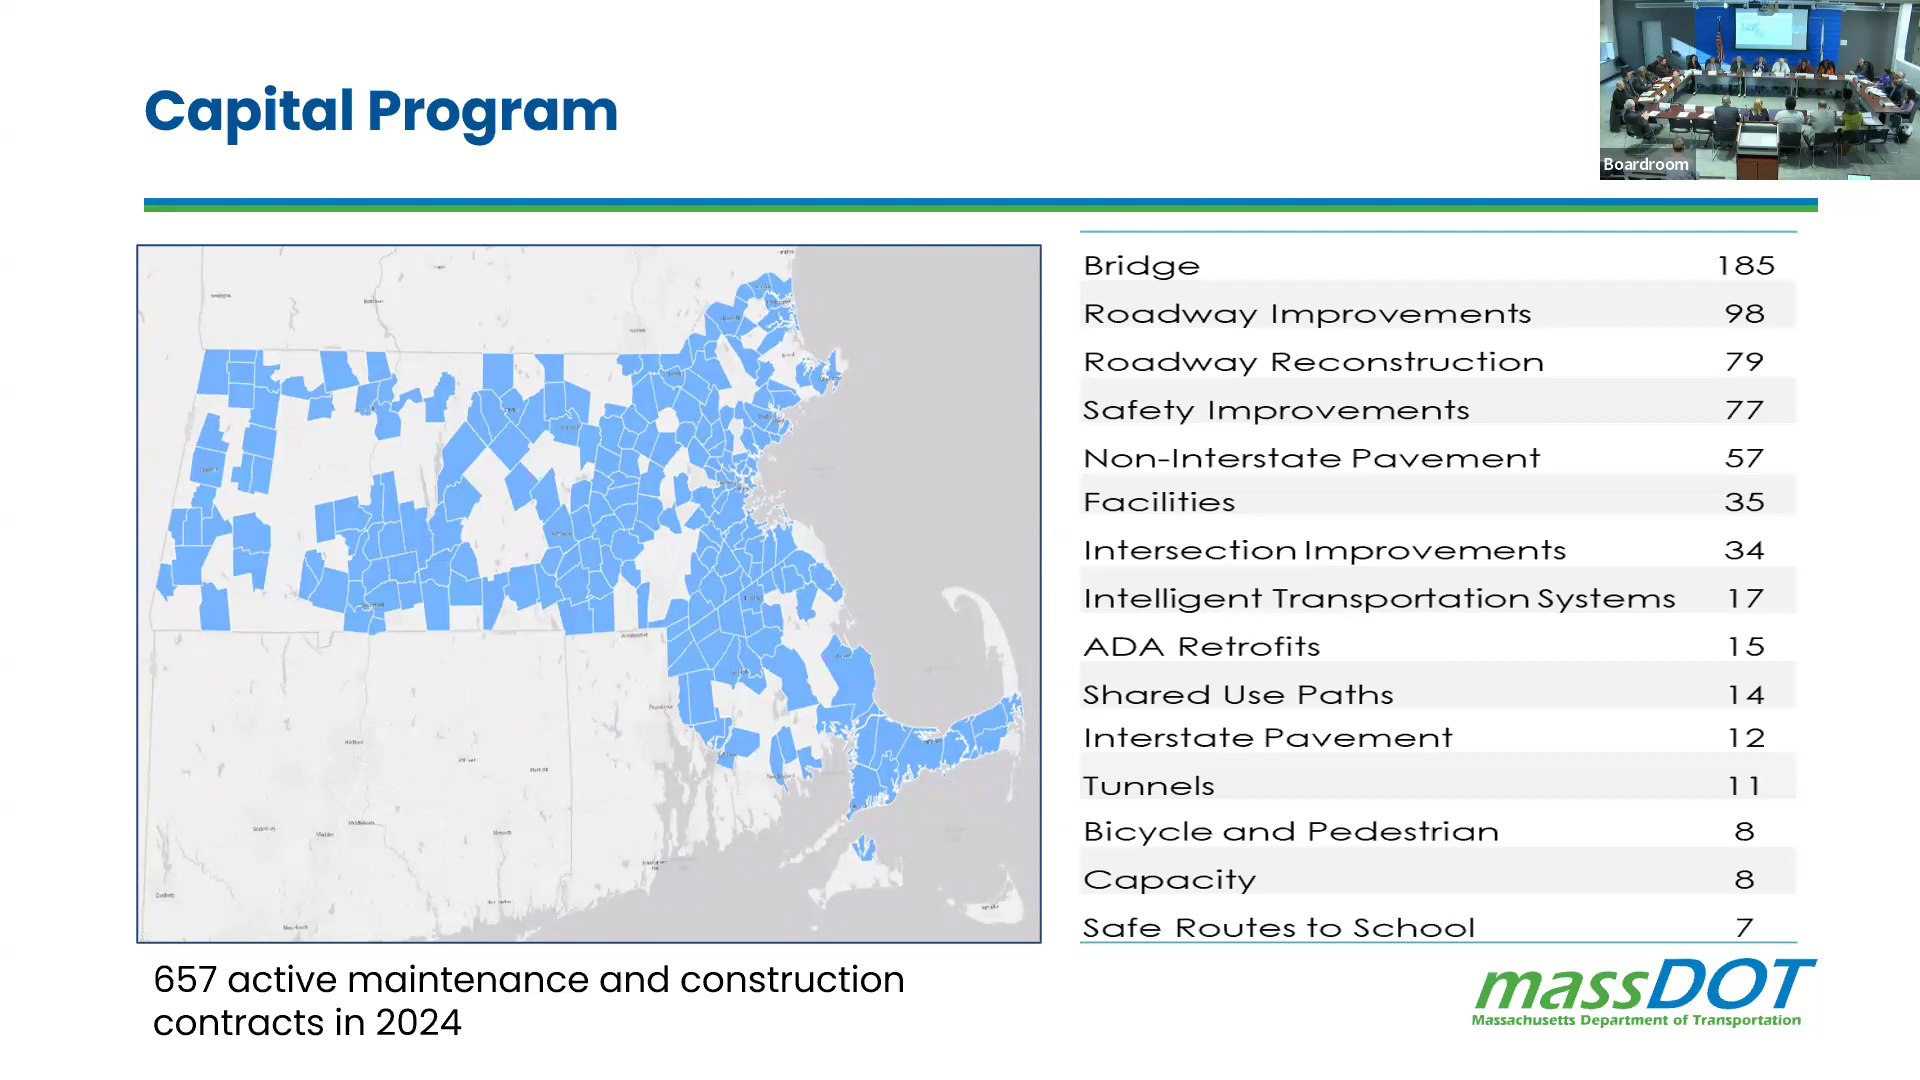 Capital Program
Boardroom
Bridge 185
Roadway Improvements 98
Roadway Reconstruction 79
Safety Improvements 77
Non-Interstate Pavement 57
Facilities 35
Intersection Improvements 34
Intelligent Transportation Systems 17
ADA Retrofits 15
Shared Use Paths 14
Interstate Pavement 12
Tunnels 11
Bicycle and Pedestrian 8
Capacity 8
Safe Routes to School 7
657 active maintenance and construction
contracts in 2024
massDOT
Massachusetts Department of Transportation